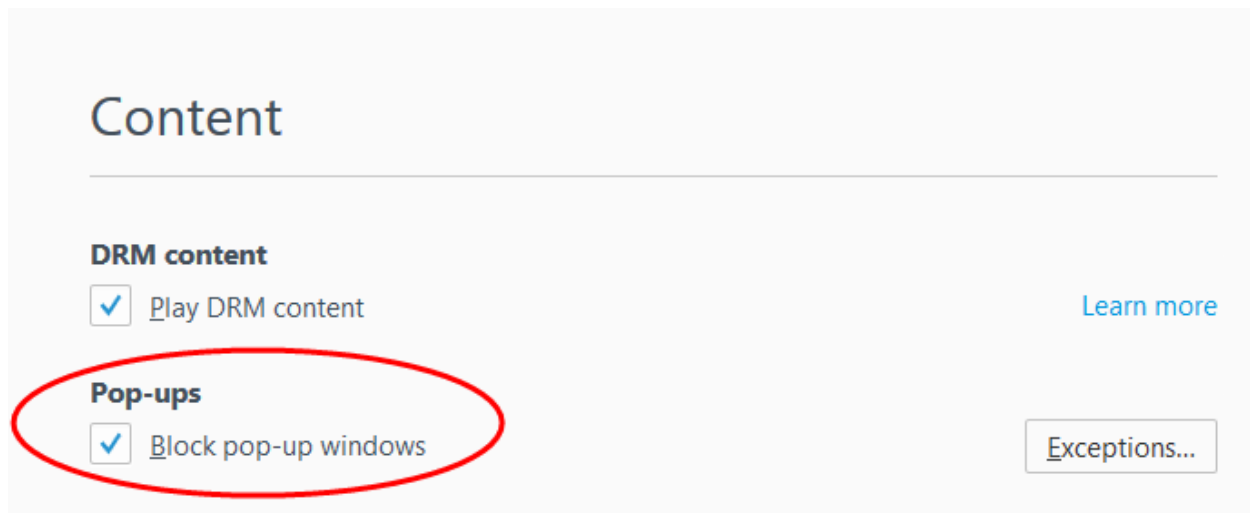 Content
DRM content
Play DRM content
Learn more
Pop-ups
Block pop-up windows
Exceptions...